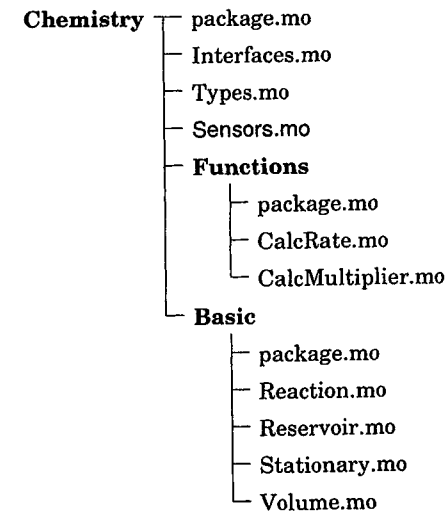 Chemistry package.mo
Interfaces.mo
Types.mo
Sensors.mo
Functions
package.mo
CalcRate.mo
CalcMultiplier.mo
Basic
package.mo
Reaction.mo
Reservoir.mo
Stationary.mo
Volume.mo